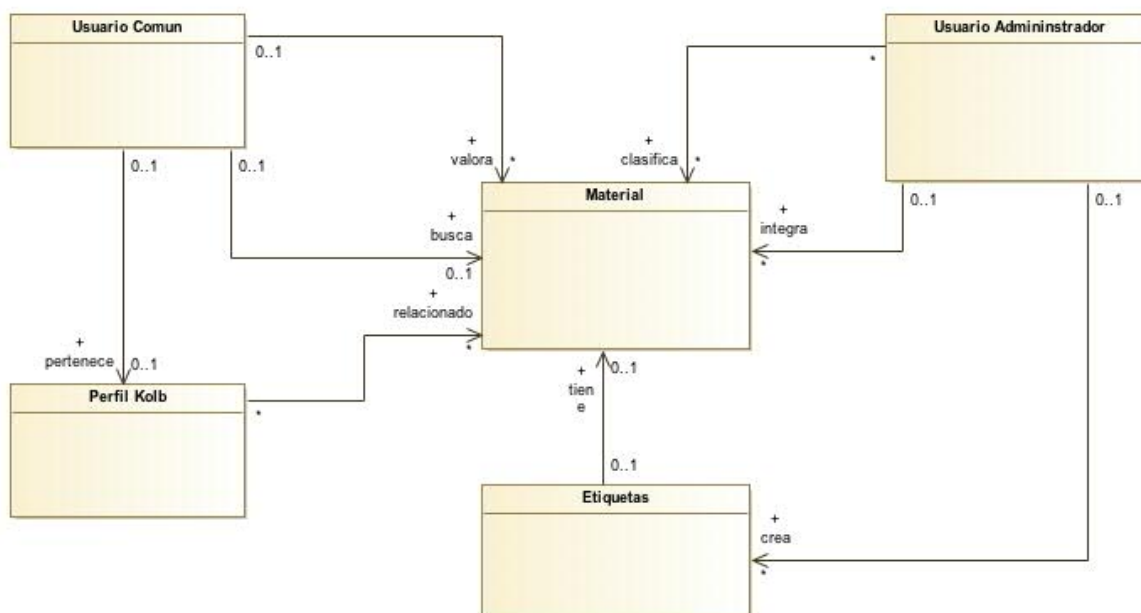 Usuario Comun
Usuario Admininstrador
0..1
*
+
valora
*
+
clasifica
*
0..1
0..1
0..1
0..1
Material
+
busca
0..1
+
integra
*
+
relacionado
*
+
pertenece
0..1
Perfil Kolb
*
0..1
+
tien
e
0..1
Etiquetas
+
crea
*